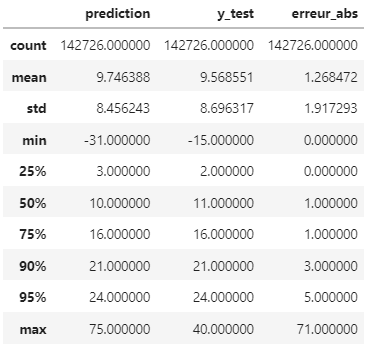 prediction y_test erreur_abs
count 142726.000000 142726.000000 142726.000000
mean 9.746388 9.568551 1.268472
std 8.456243 8.696317 1.917293
min -31.000000 -15.000000 0.000000
25% 3.000000 2.000000 0.000000
50% 10.000000 11.000000 1.000000
75% 16.000000 16.000000 1.000000
90% 21.000000 21.000000 3.000000
95% 24.000000 24.000000 5.000000
max 75.000000 40.000000 71.000000